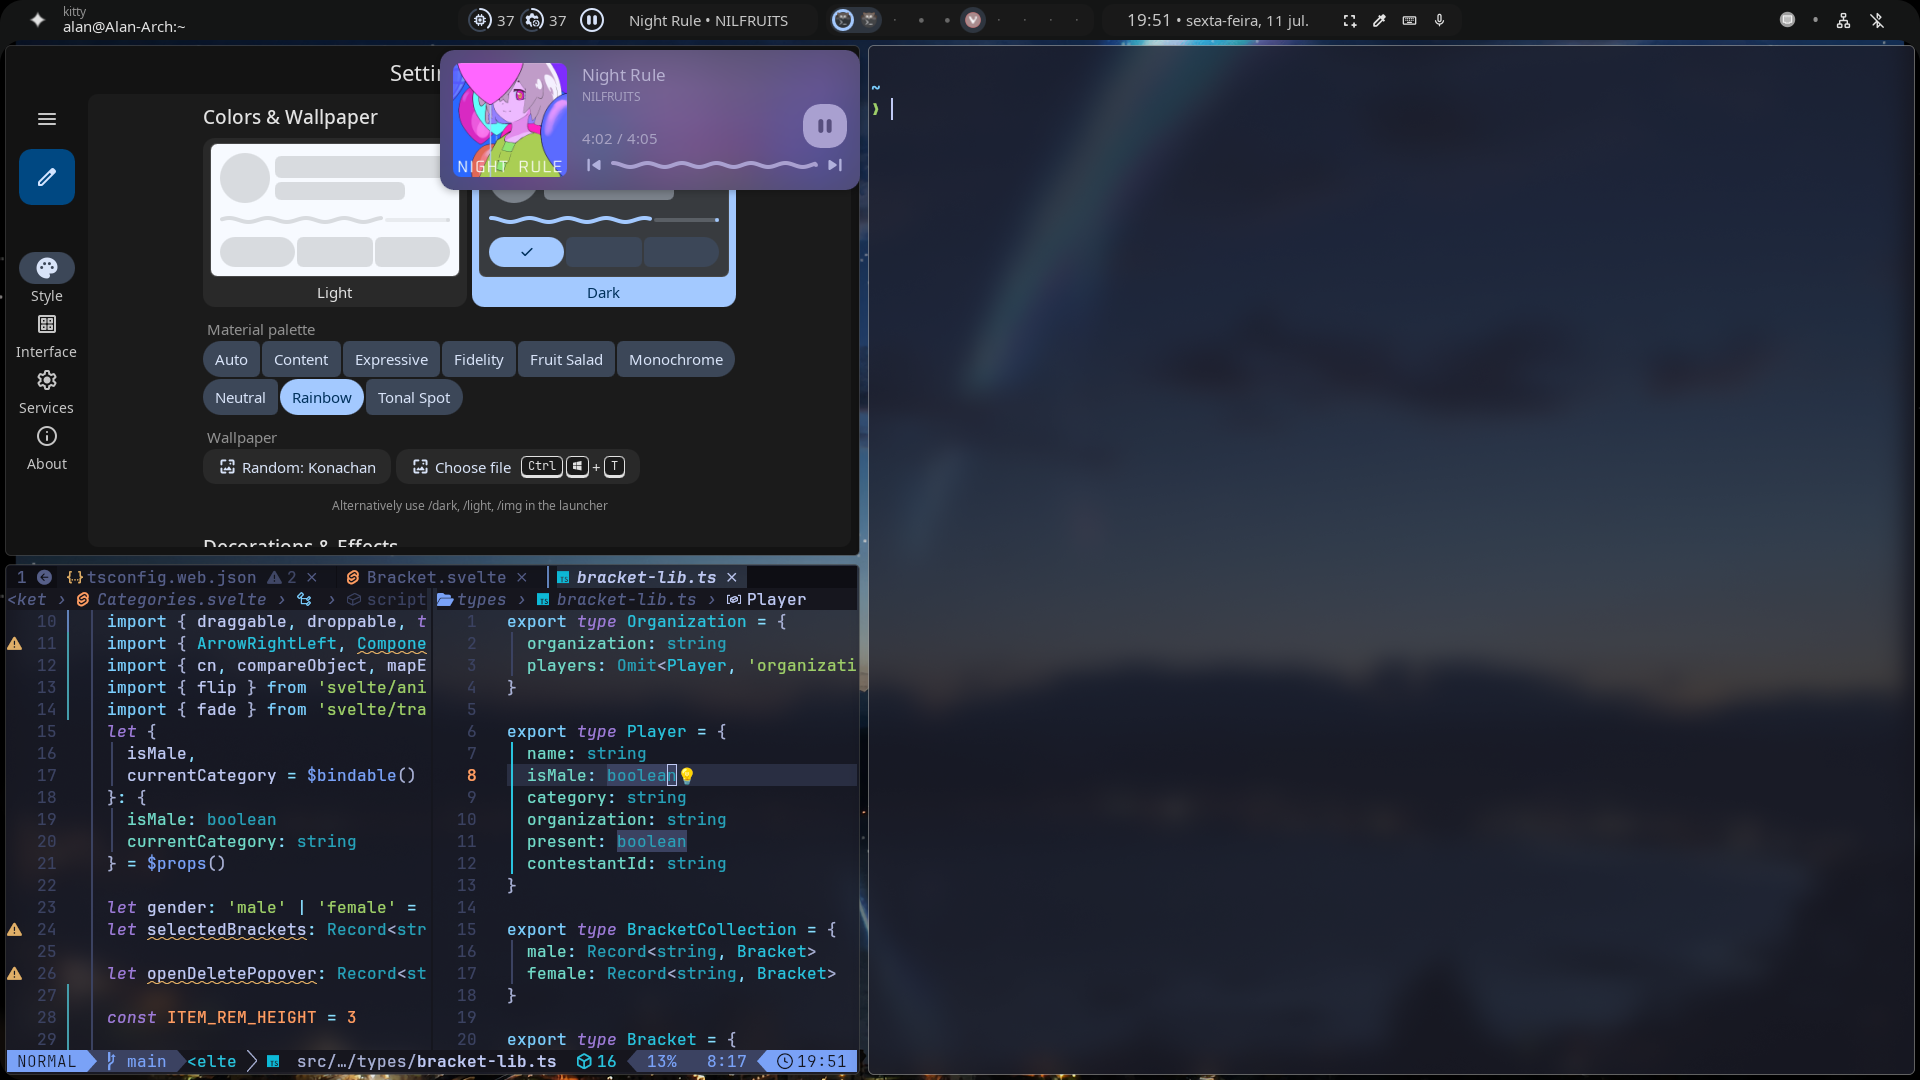 kitty
alan@Alan-Arch:~
37
37
Night Rule • NILFRUITS
19:51 • sexta-feira, 11 jul.
Setti
Night Rule
NILFRUITS
4:02 / 4:05
NIGHT RULE
Colors & Wallpaper
Light
Dark
Style
Interface
Services
About
Material palette
Auto
Content
Expressive
Fidelity
Fruit Salad
Monochrome
Neutral
Rainbow
Tonal Spot
Wallpaper
Random: Konachan
Choose file Ctrl + T
Alternatively use /dark, /light, /img in the launcher
Decorations & Effects
~
❱
1 tsconfig.web.json 2 × Bracket.svelte × bracket-lib.ts ×
<ket › Categories.svelte › › script
10 import { draggable, droppable, t
11 import { ArrowRightLeft, Compone
12 import { cn, compareObject, mapE
13 import { flip } from 'svelte/ani
14 import { fade } from 'svelte/tra
15 let {
16 isMale,
17 currentCategory = $bindable()
18 }: {
19 isMale: boolean
20 currentCategory: string
21 } = $props()
22
23 let gender: 'male' | 'female' =
24 let selectedBrackets: Record<str
25
26 let openDeletePopover: Record<st
27
28 const ITEM_REM_HEIGHT = 3
29
types › bracket-lib.ts › Player
1 export type Organization = {
2 organization: string
3 players: Omit<Player, 'organizati
4 }
5
6 export type Player = {
7 name: string
8 isMale: boolean
9 category: string
10 organization: string
11 present: boolean
12 contestantId: string
13 }
14
15 export type BracketCollection = {
16 male: Record<string, Bracket>
17 female: Record<string, Bracket>
18 }
19
20 export type Bracket = {
NORMAL main <elte src/…/types/bracket-lib.ts 16 13% 8:17 19:51